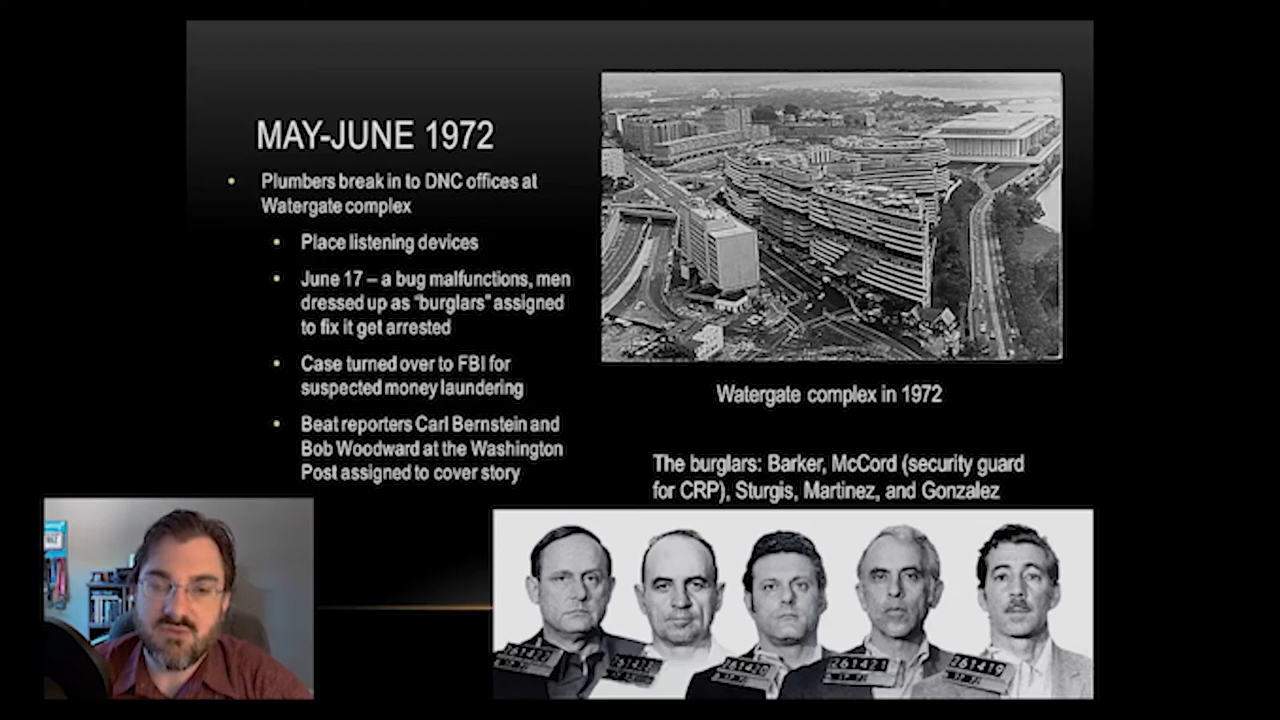 MAY-JUNE 1972
Plumbers break in to DNC offices at
Watergate complex
Place listening devices
June 17 – a bug malfunctions, men
dressed up as "burglars" assigned
to fix it get arrested
Case turned over to FBI for
suspected money laundering
Beat reporters Carl Bernstein and
Bob Woodward at the Washington
Post assigned to cover story
Watergate complex in 1972
The burglars: Barker, McCord (security guard
for CRP), Sturgis, Martinez, and Gonzalez
261421
261419